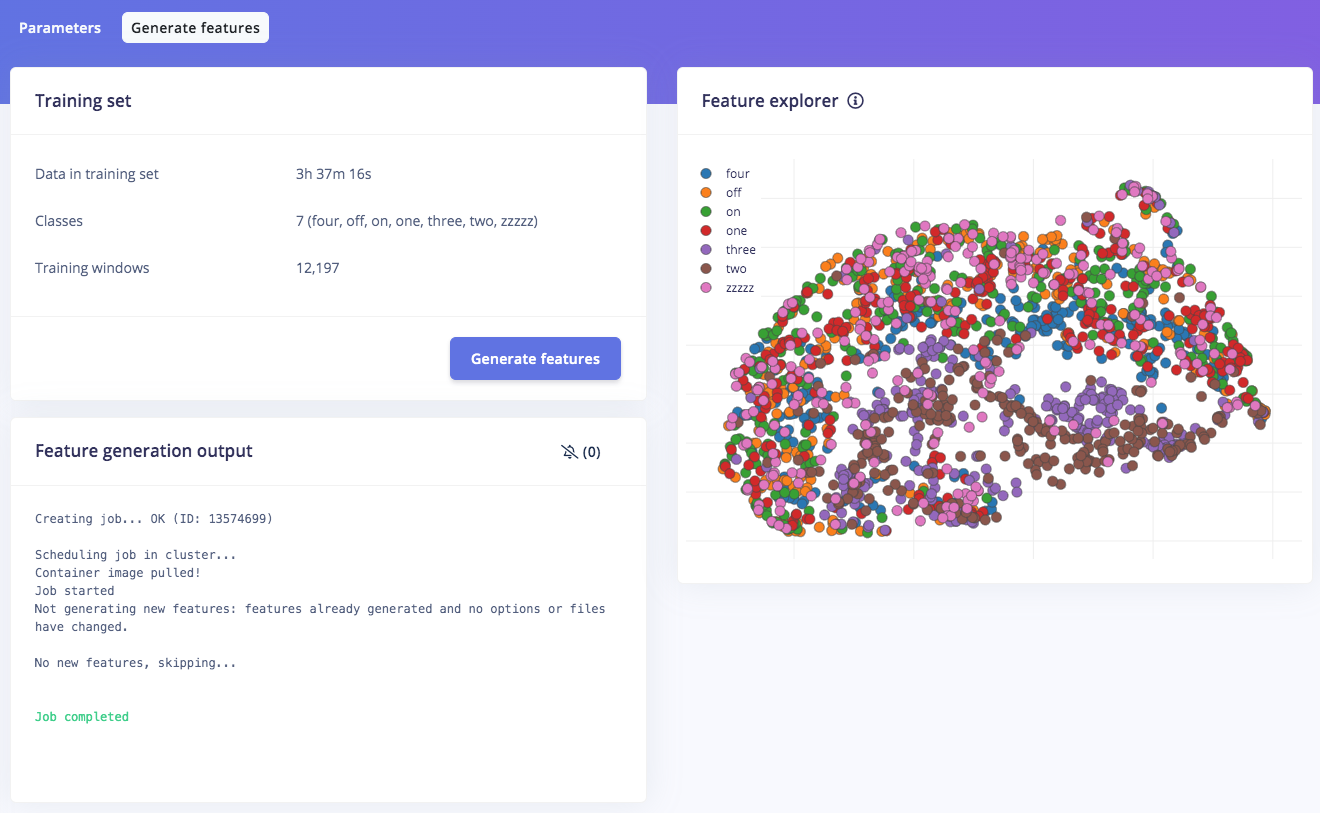 Parameters
Generate features
Training set
Data in training set 3h 37m 16s
Classes 7 (four, off, on, one, three, two, zzzzz)
Training windows 12,197
Generate features
Feature generation output (0)
Creating job... OK (ID: 13574699)
Scheduling job in cluster...
Container image pulled!
Job started
Not generating new features: features already generated and no options or files
have changed.
No new features, skipping...
Job completed
Feature explorer
four
off
on
one
three
two
zzzzz